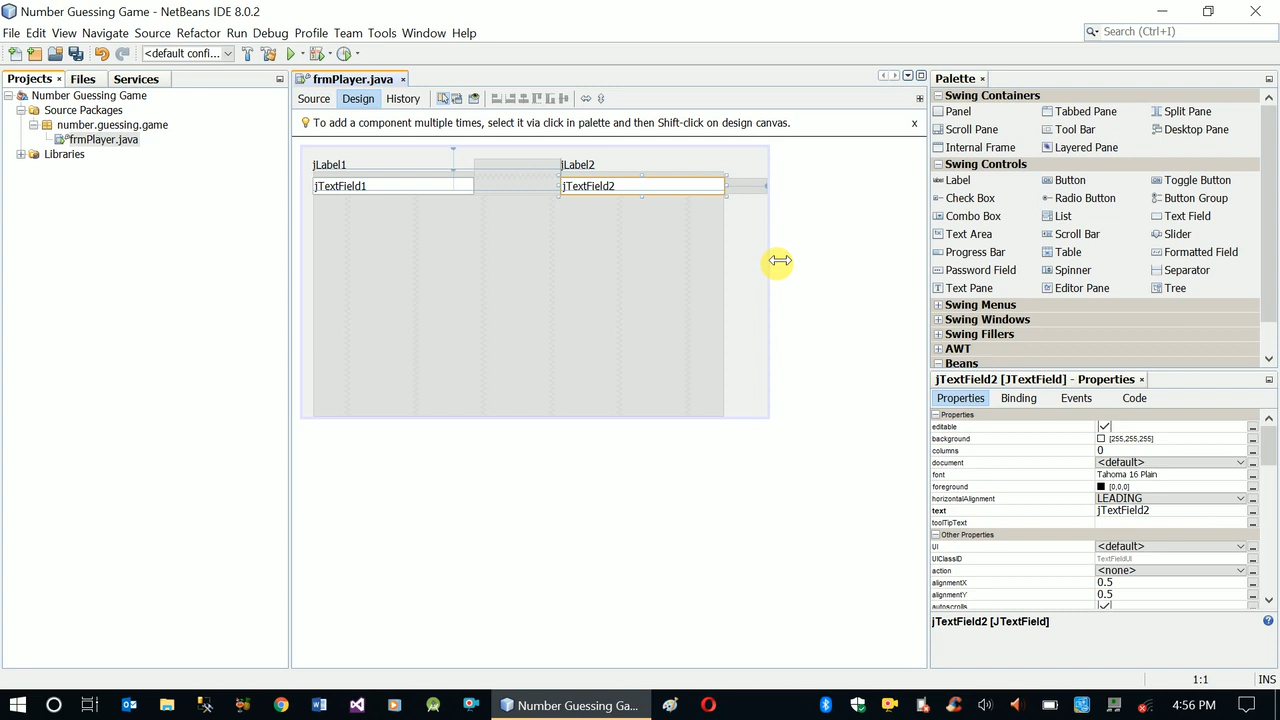 Number Guessing Game - NetBeans IDE 8.0.2
File Edit View Navigate Source Refactor Run Debug Profile Team Tools Window Help
Search (Ctrl+I)
<default confi...
Projects Files Services
Number Guessing Game
Source Packages
number.guessing.game
frmPlayer.java
Libraries
frmPlayer.java
Source Design History
To add a component multiple times, select it via click in palette and then Shift-click on design canvas. x
jLabel1 jLabel2
jTextField1 jTextField2
Palette
Swing Containers
Panel Tabbed Pane Split Pane
Scroll Pane Tool Bar Desktop Pane
Internal Frame Layered Pane
Swing Controls
Label Button Toggle Button
Check Box Radio Button Button Group
Combo Box List Text Field
Text Area Scroll Bar Slider
Progress Bar Table Formatted Field
Password Field Spinner Separator
Text Pane Editor Pane Tree
Swing Menus
Swing Windows
Swing Fillers
AWT
Beans
jTextField2 [JTextField] - Properties
Properties Binding Events Code
Properties
editable
background [255,255,255]
columns 0
document <default>
font Tahoma 16 Plain
foreground [0,0,0]
horizontalAlignment LEADING
text jTextField2
toolTipText
Other Properties
UI <default>
UIClassID TextFieldUI
action <none>
alignmentX 0.5
alignmentY 0.5
autoscrolls
jTextField2 [JTextField]
1:1 INS
Number Guessing Ga...
4:56 PM